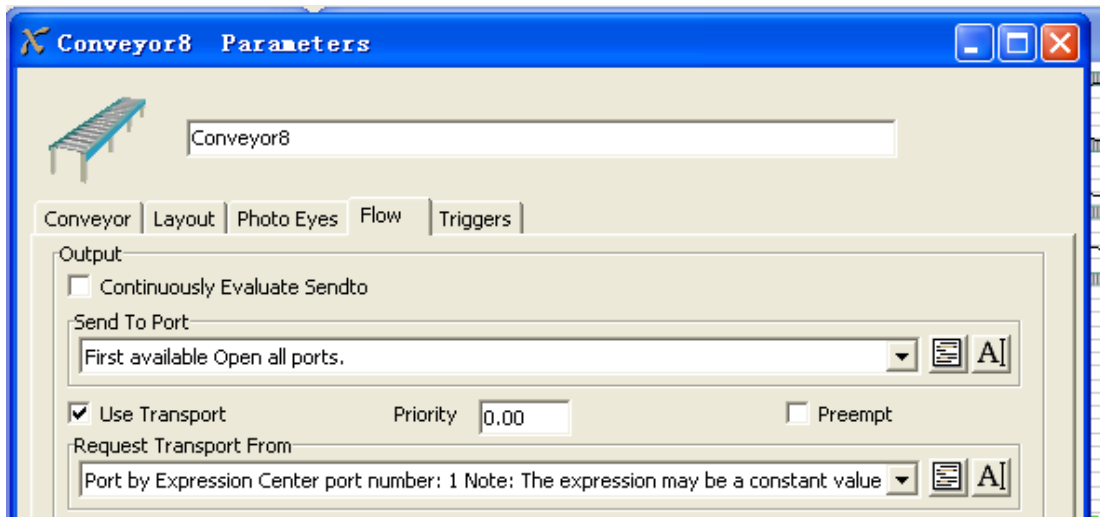 Conveyor8 Parameters
Conveyor8
Conveyor Layout Photo Eyes Flow Triggers
Output
Continuously Evaluate Sendto
Send To Port
First available Open all ports.
Use Transport Priority 0.00 Preempt
Request Transport From
Port by Expression Center port number: 1 Note: The expression may be a constant value